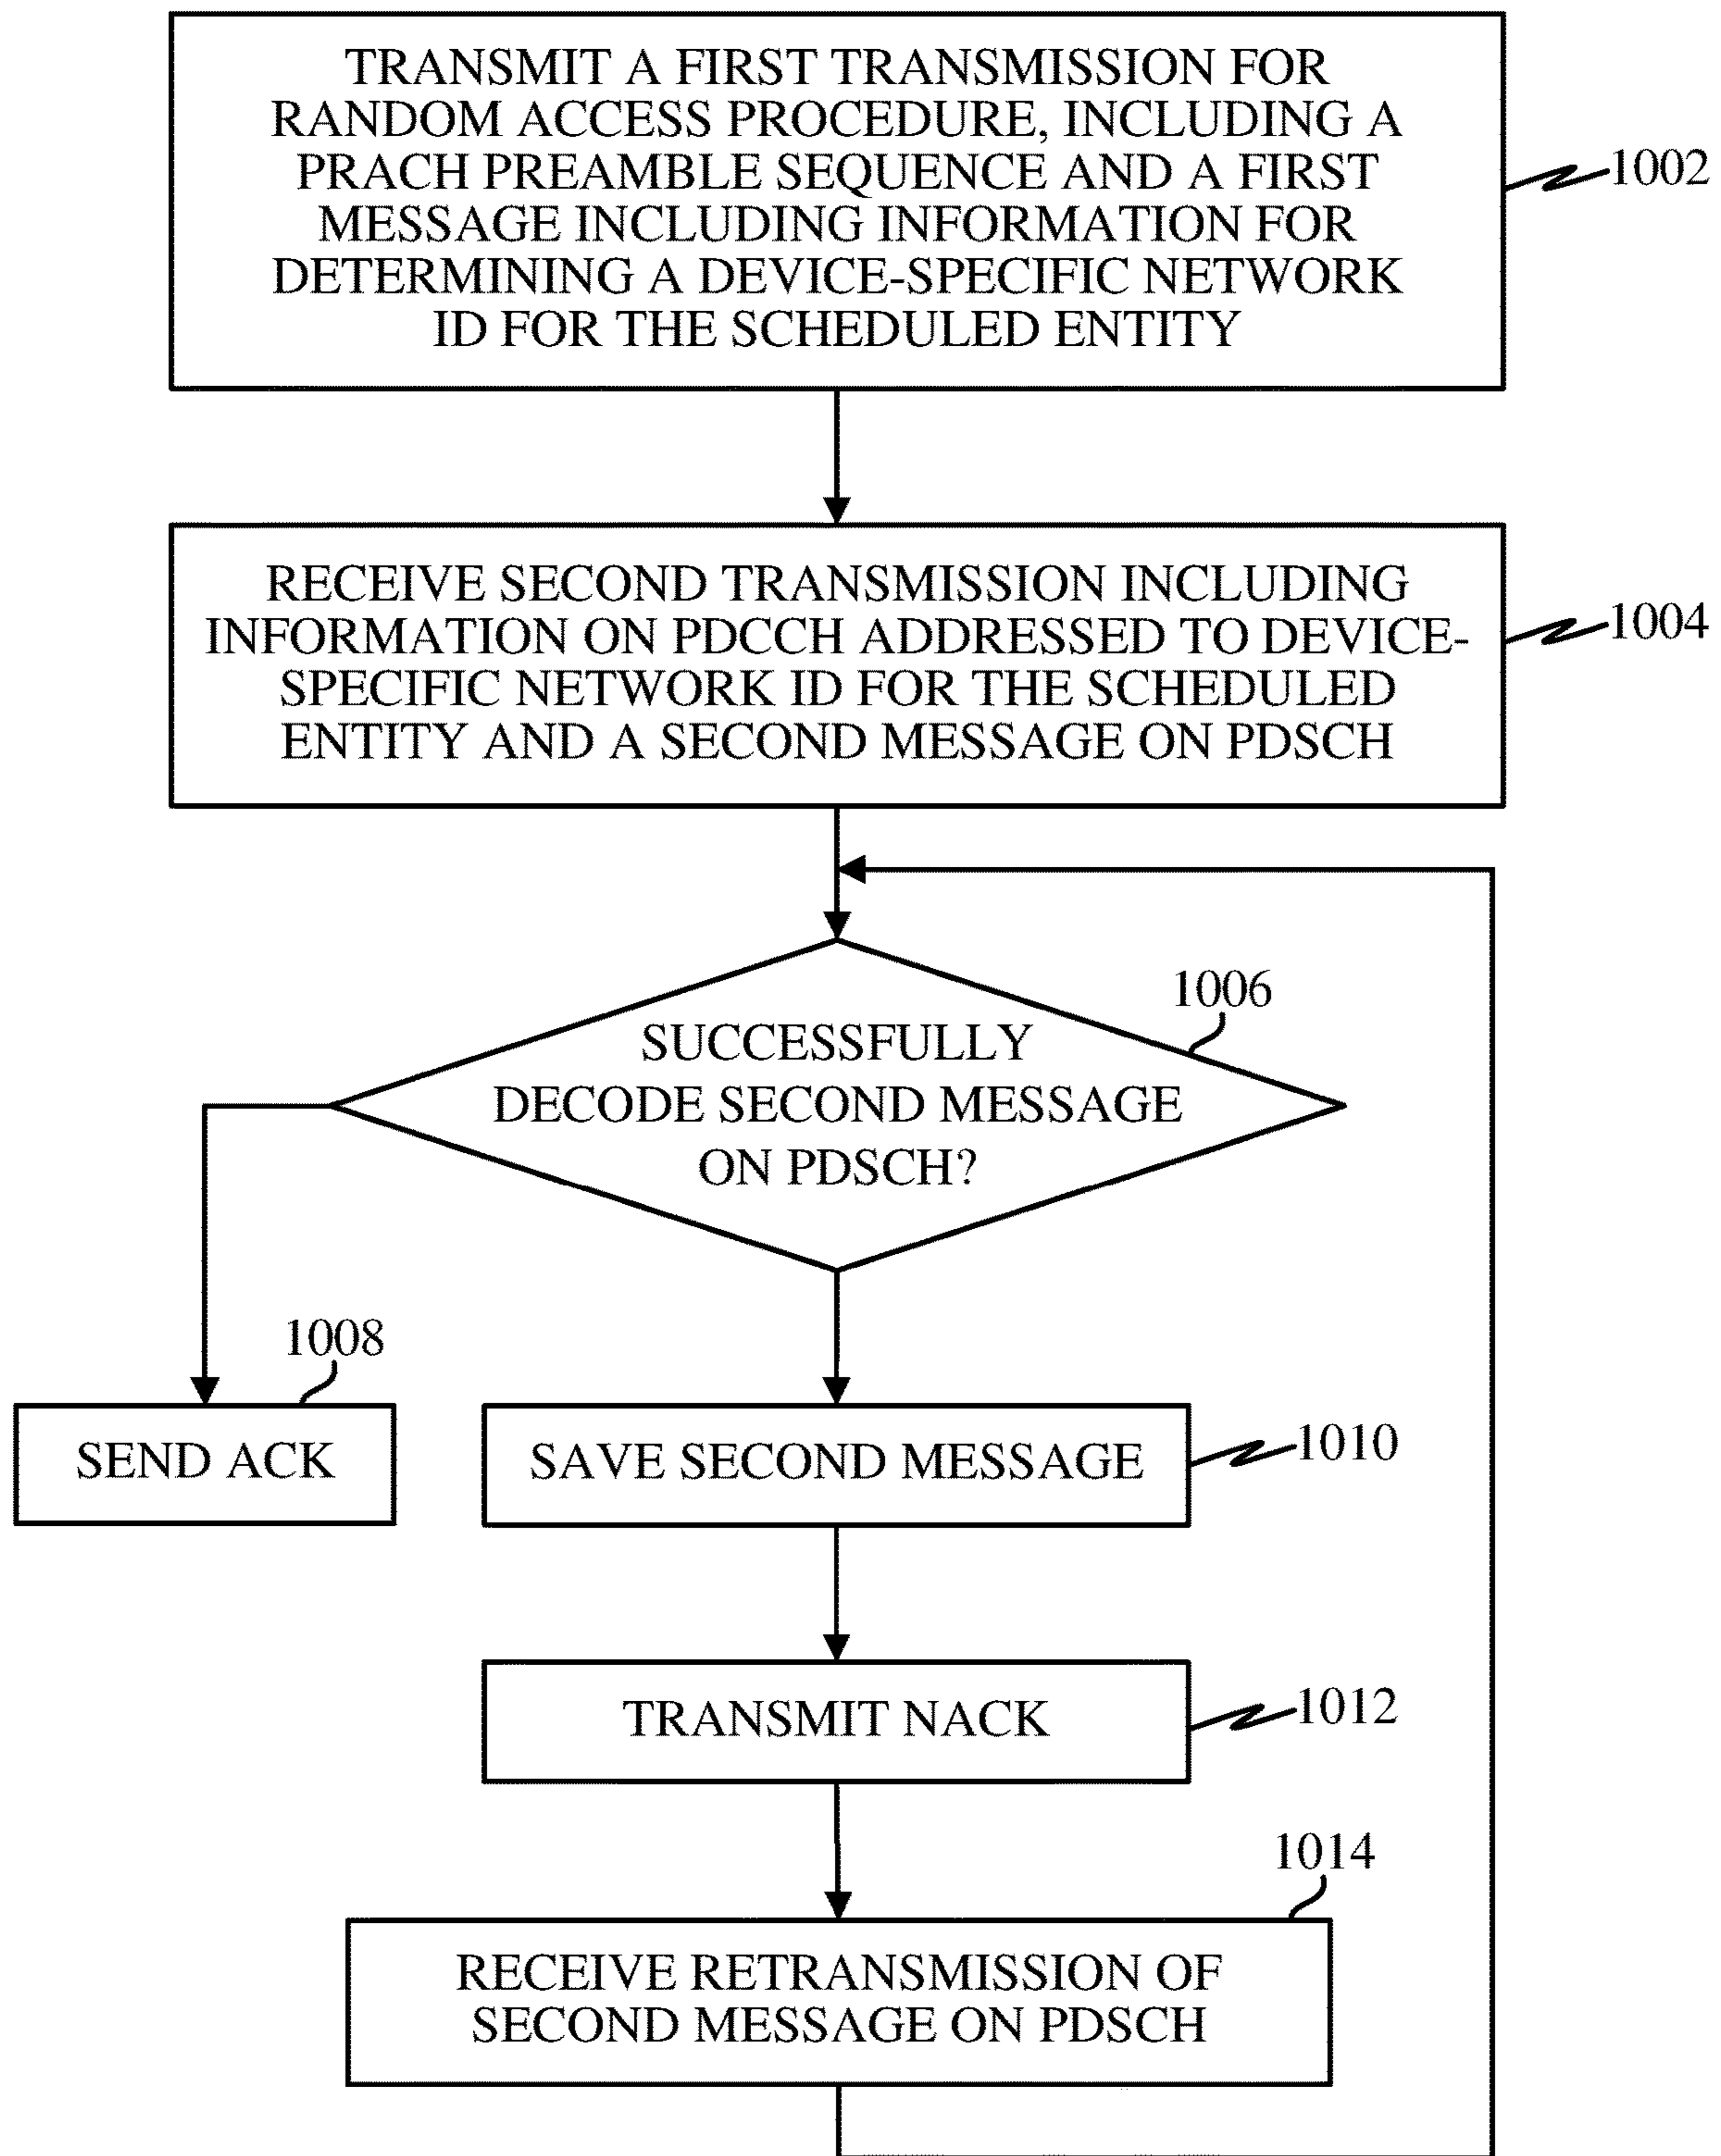 TRANSMIT A FIRST TRANSMISSION FOR
RANDOM ACCESS PROCEDURE, INCLUDING A
PRACH PREAMBLE SEQUENCE AND A FIRST
MESSAGE INCLUDING INFORMATION FOR
DETERMINING A DEVICE-SPECIFIC NETWORK
ID FOR THE SCHEDULED ENTITY
1002
RECEIVE SECOND TRANSMISSION INCLUDING
INFORMATION ON PDCCH ADDRESSED TO DEVICE-
SPECIFIC NETWORK ID FOR THE SCHEDULED
ENTITY AND A SECOND MESSAGE ON PDSCH
1004
1006
SUCCESSFULLY
DECODE SECOND MESSAGE
ON PDSCH?
1008
SEND ACK
SAVE SECOND MESSAGE
1010
TRANSMIT NACK
1012
1014
RECEIVE RETRANSMISSION OF
SECOND MESSAGE ON PDSCH